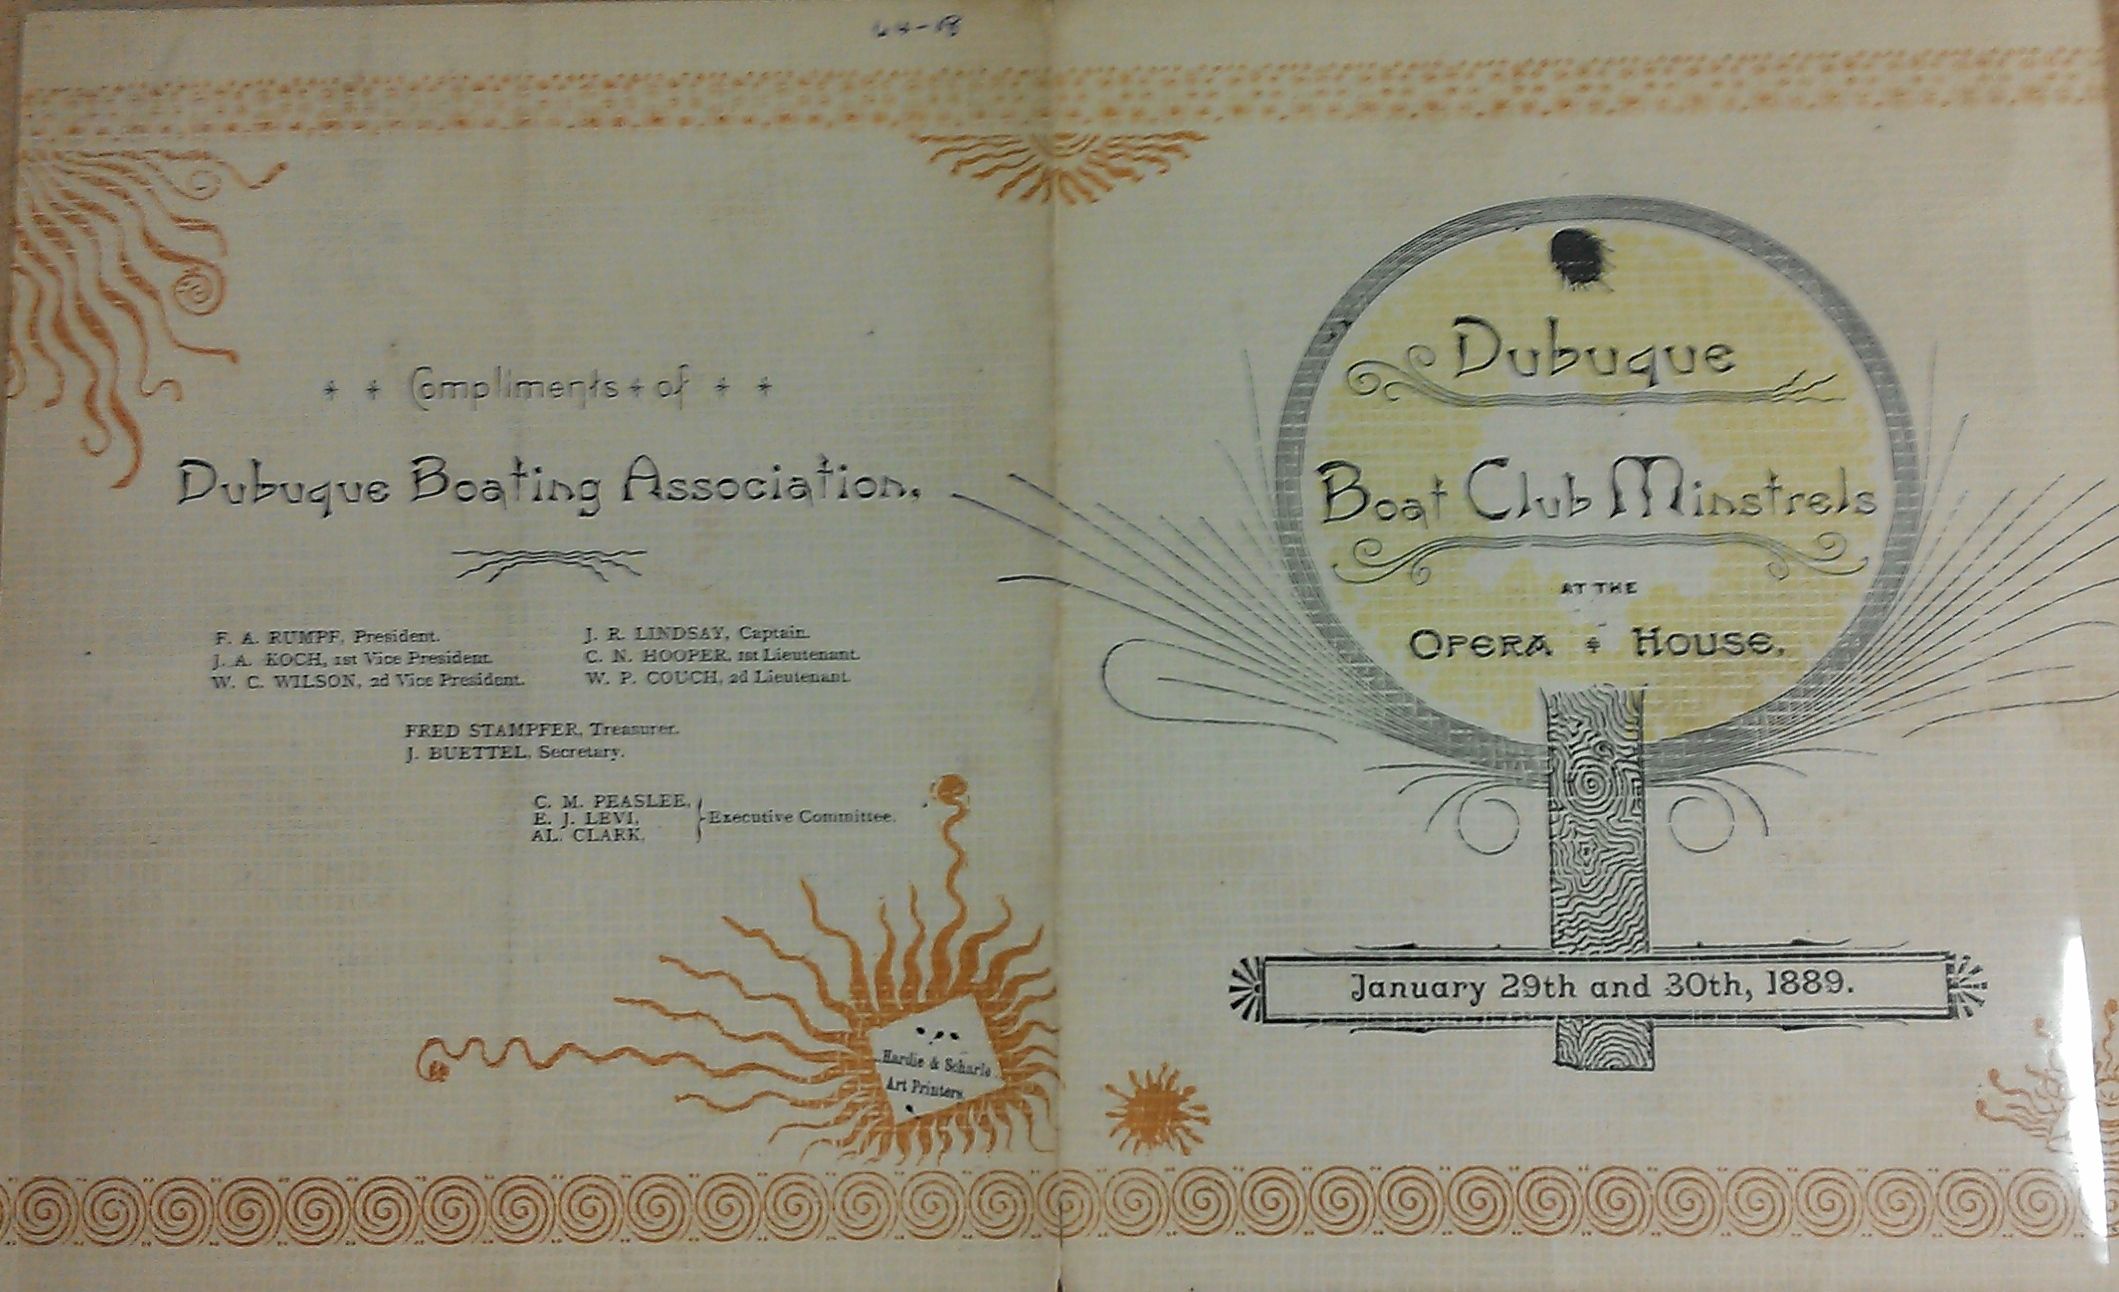 Compliments of
Dubuque Boating Association.
F. A. RUMPF, President.
J. A. KOCH, 1st Vice President.
W. C. WILSON, 2d Vice President.
J. R. LINDSAY, Captain.
C. N. HOOPER, 1st Lieutenant.
W. P. COUCH, 2d Lieutenant.
FRED STAMPFER, Treasurer.
J. BUETTEL, Secretary.
C. M. PEASLEE,
E. J. LEVI,
AL. CLARK,
Executive Committee.
Hardie & Scharle
Art Printers.
Dubuque
Boat Club Minstrels
AT THE
OPERA HOUSE.
January 29th and 30th, 1889.